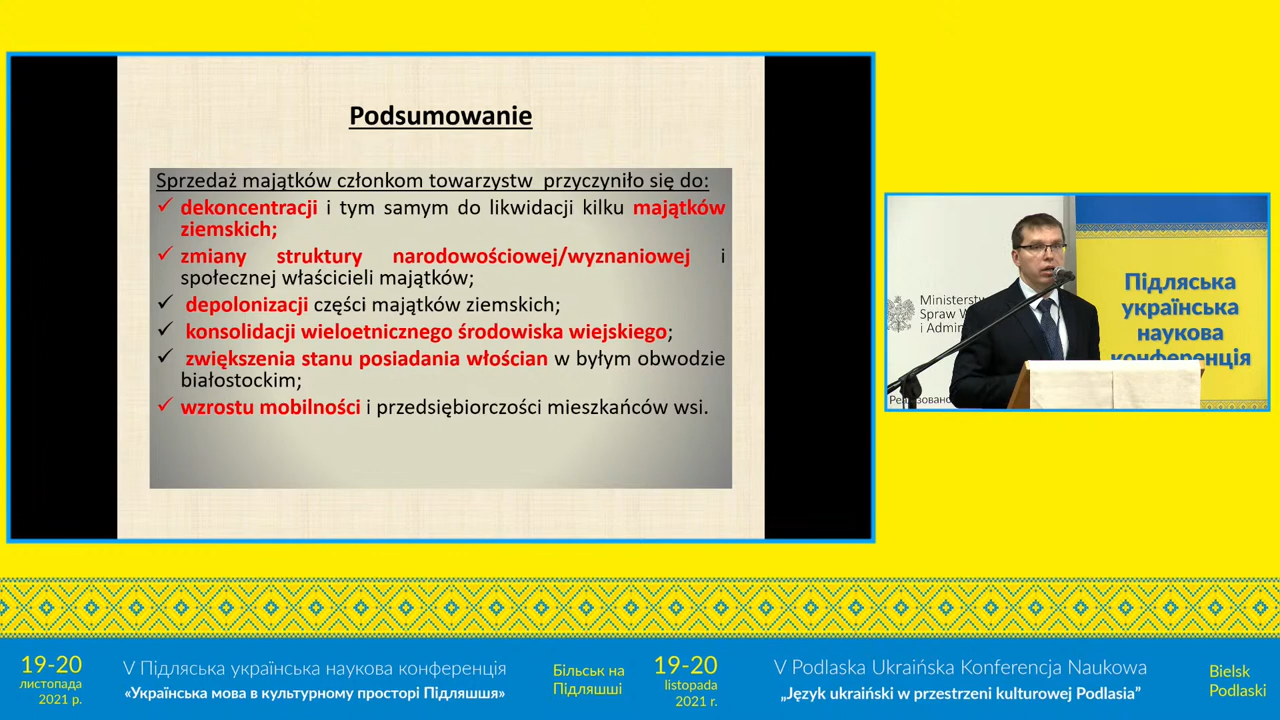 Podsumowanie
Sprzedaż majątków członkom towarzystw przyczyniło się do:
dekoncentracji i tym samym do likwidacji kilku majątków
ziemskich;
zmiany struktury narodowościowej/wyznaniowej i
społecznej właścicieli majątków;
depolonizacji części majątków ziemskich;
konsolidacji wieloetnicznego środowiska wiejskiego;
zwiększenia stanu posiadania włościan w byłym obwodzie
białostockim;
wzrostu mobilności i przedsiębiorczości mieszkańców wsi.
Spraw
i
Підляська
українська
наукова
конференція
19-20
листопада
2021 р.
V Підляська українська наукова конференція
«Українська мова в культурному просторі Підляшшя»
Більськ на
Підляшші
19-20
listopada
2021 r.
V Podlaska Ukraińska Konferencja Naukowa
„Język ukraiński w przestrzeni kulturowej Podlasia”
Bielsk
Podlaski